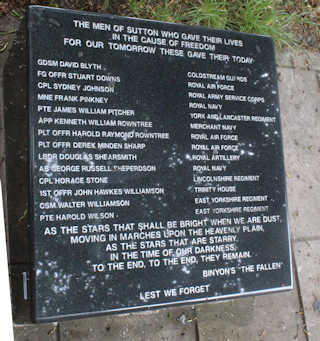 THE MEN OF SUTTON WHO GAVE THEIR LIVES
IN THE CAUSE OF FREEDOM
FOR OUR TOMORROW THESE GAVE THEIR TODAY
GDSM DAVID BLYTH COLDSTREAM GUARDS
FG OFFR STUART DOWNS ROYAL AIR FORCE
CPL SYDNEY JOHNSON ROYAL ARMY SERVICE CORPS
MNE FRANK PINKNEY ROYAL NAVY
PTE JAMES WILLIAM PITCHER YORK AND LANCASTER REGIMENT
APP KENNETH WILLIAM ROWNTREE MERCHANT NAVY
PLT OFFR HAROLD RAYMOND ROWNTREE ROYAL AIR FORCE
PLT OFFR DEREK MINDEN SHARP ROYAL AIR FORCE
LBDR DOUGLAS SHEARSMITH ROYAL ARTILLERY
AB GEORGE RUSSELL SHEPERDSON ROYAL NAVY
CPL HORACE STONE LINCOLNSHIRE REGIMENT
1ST OFFR JOHN HAWKES WILLIAMSON TRINITY HOUSE
CSM WALTER WILLIAMSON EAST YORKSHIRE REGIMENT
PTE HAROLD WILSON EAST YORKSHIRE REGIMENT
AS THE STARS THAT SHALL BE BRIGHT WHEN WE ARE DUST,
MOVING IN MARCHES UPON THE HEAVENLY PLAIN,
AS THE STARS THAT ARE STARRY
IN THE TIME OF OUR DARKNESS,
TO THE END, TO THE END, THEY REMAIN.
BINYON'S "THE FALLEN"
LEST WE FORGET